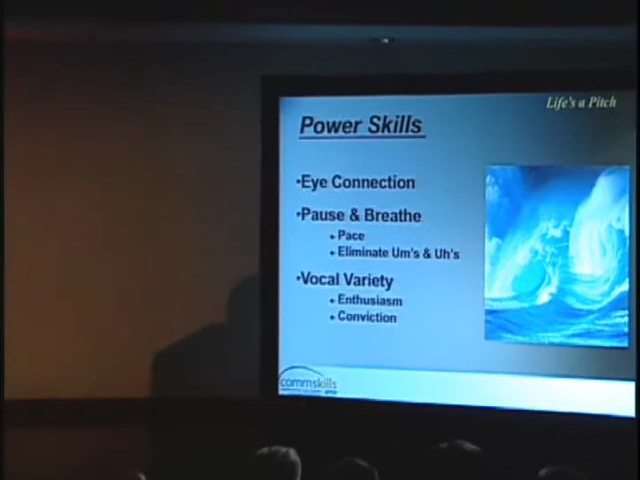 Life's a Pitch
Power Skills
•Eye Connection
•Pause & Breathe
Pace
Eliminate Um's & Uh's
•Vocal Variety
Enthusiasm
Conviction
commskills